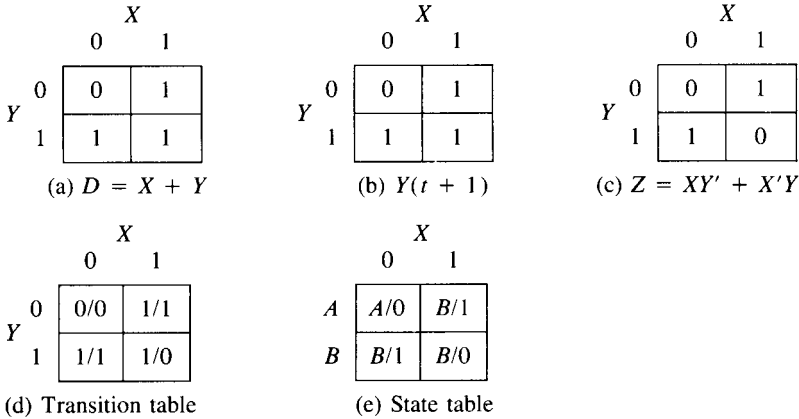 X X X
0 1 0 1 0 1
0 0 1 0 0 1 0 0 1
Y Y Y
1 1 1 1 1 1 1 1 0
(a) D = X + Y (b) Y(t + 1) (c) Z = XY′ + X′Y
X X
0 1 0 1
0 0/0 1/1 A A/0 B/1
Y
1 1/1 1/0 B B/1 B/0
(d) Transition table (e) State table